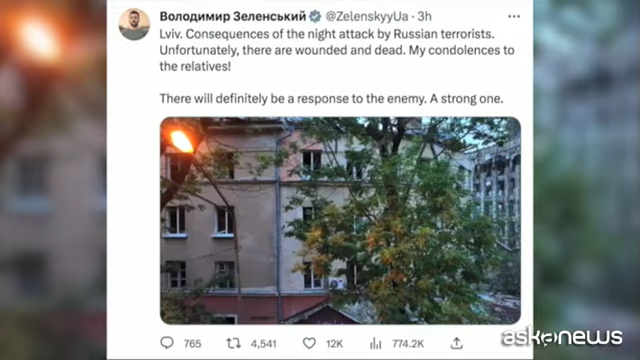 Володимир Зеленський @ZelenskyyUa · 3h
Lviv. Consequences of the night attack by Russian terrorists.
Unfortunately, there are wounded and dead. My condolences to
the relatives!
There will definitely be a response to the enemy. A strong one.
765 4,541 12K 774.2K
askanews